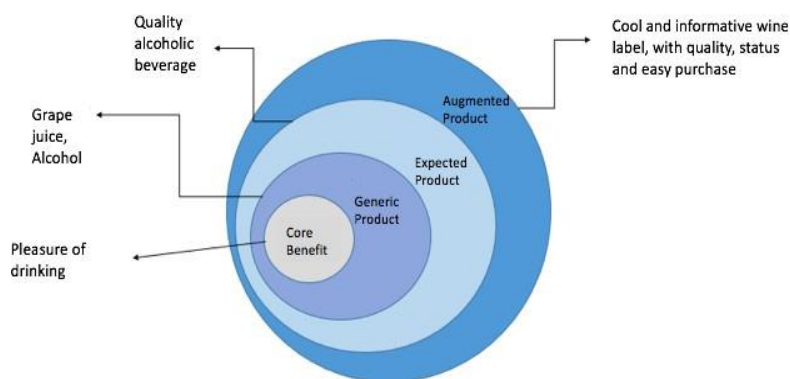 Quality
alcoholic
beverage
Cool and informative wine
label, with quality, status
and easy purchase
Grape
juice,
Alcohol
Augmented
Product
Expected
Product
Generic
Product
Core
Benefit
Pleasure of
drinking